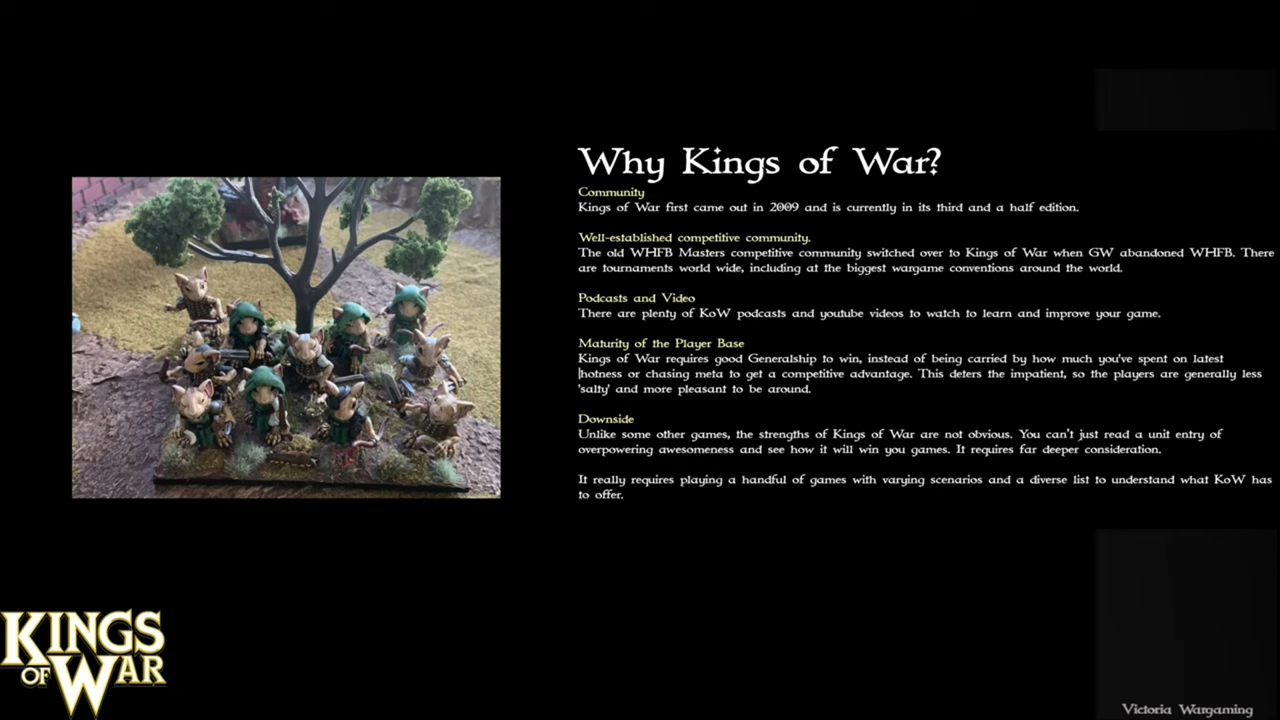 Why Kings of War?
Community
Kings of War first came out in 2009 and is currently in its third and a half edition.
Well-established competitive community.
The old WHFB Masters competitive community switched over to Kings of War when GW abandoned WHFB. There
are tournaments world wide, including at the biggest wargame conventions around the world.
Podcasts and Video
There are plenty of KoW podcasts and youtube videos to watch to learn and improve your game.
Maturity of the Player Base
Kings of War requires good Generalship to win, instead of being carried by how much you've spent on latest
hotness or chasing meta to get a competitive advantage. This deters the impatient, so the players are generally less
'salty' and more pleasant to be around.
Downside
Unlike some other games, the strengths of Kings of War are not obvious. You can't just read a unit entry of
overpowering awesomeness and see how it will win you games. It requires far deeper consideration.
It really requires playing a handful of games with varying scenarios and a diverse list to understand what KoW has
to offer.
KINGS
OF WAR
Victoria Wargaming